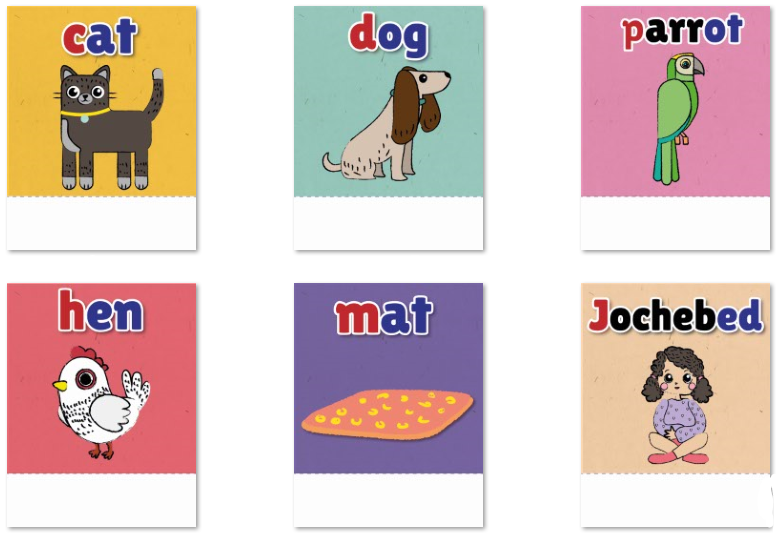 cat
dog
parrot
hen
mat
Jochebed